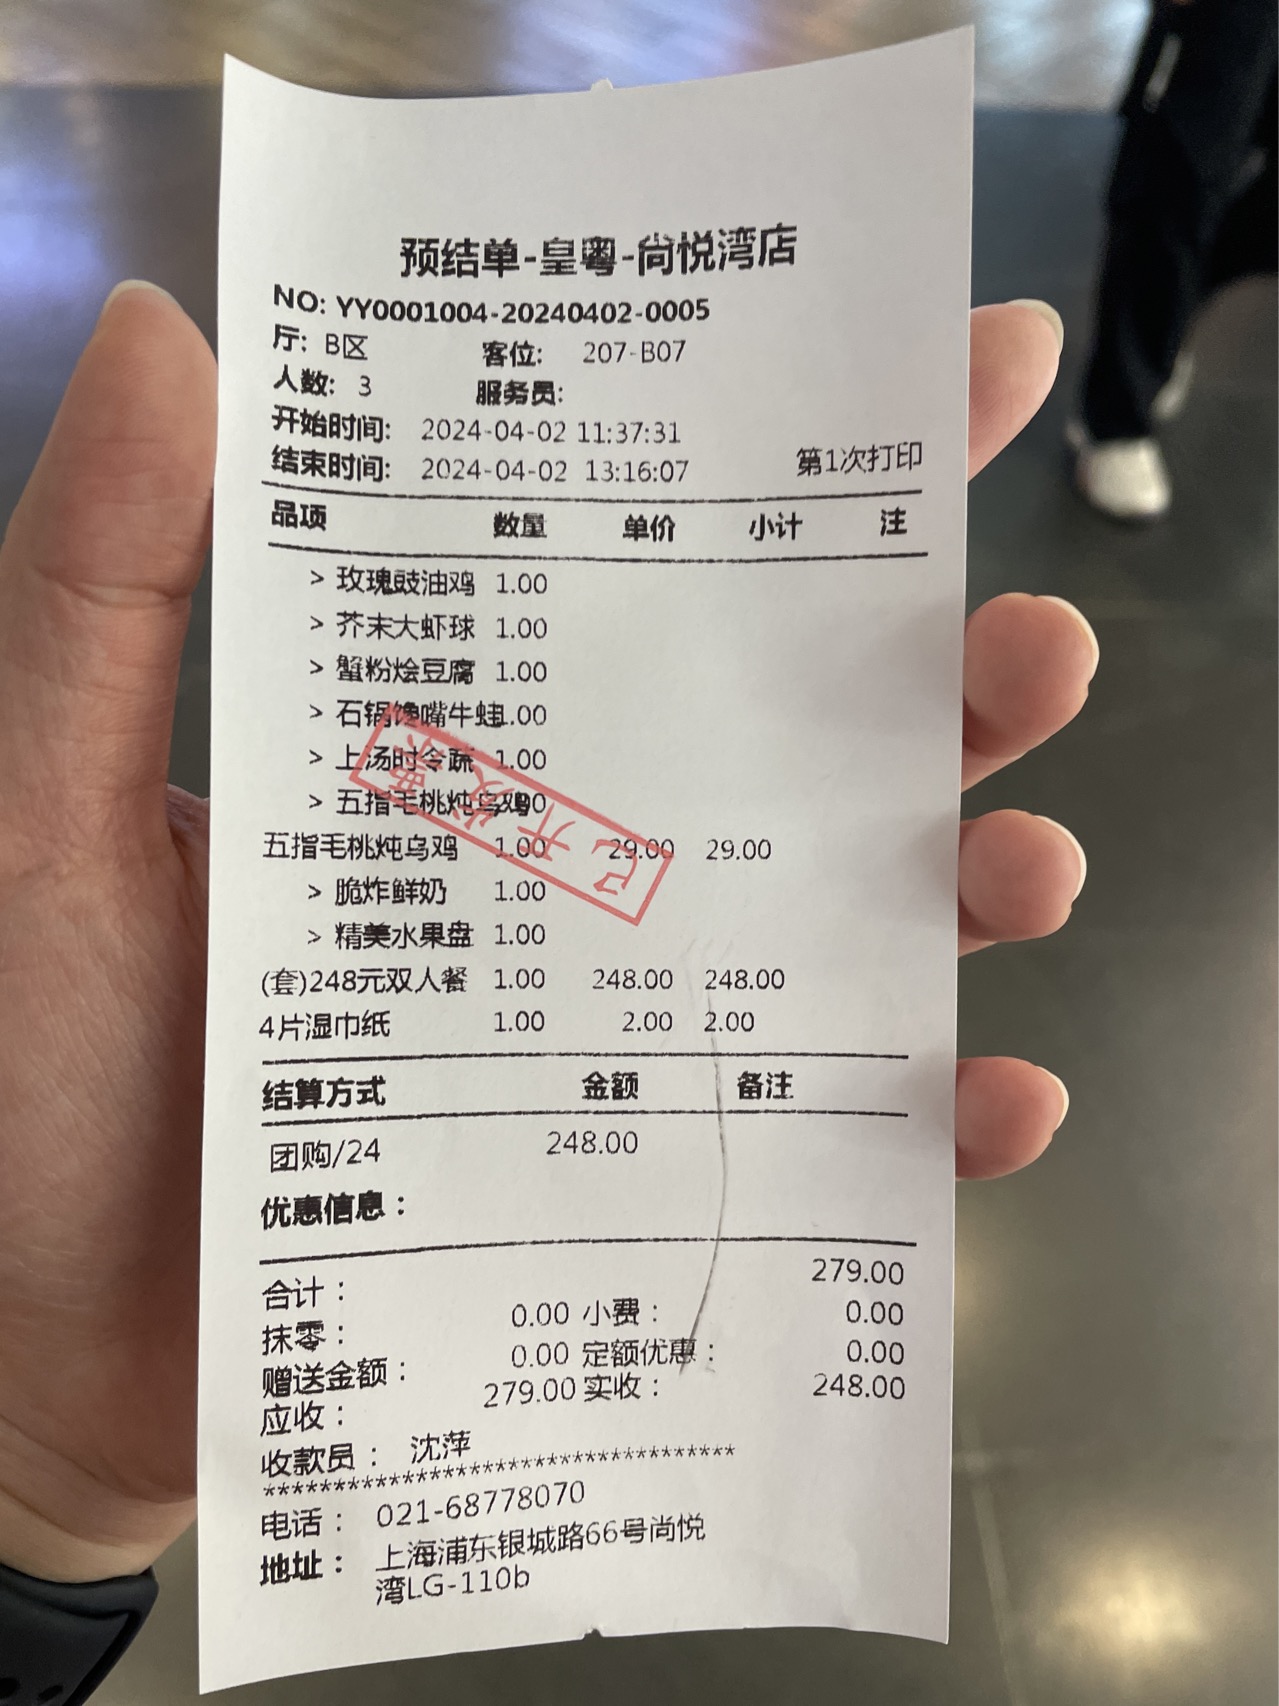 预结单-皇粤-尚悦湾店
NO: YY0001004-20240402-0005
厅: B区 客位: 207-B07
人数: 3 服务员:
开始时间: 2024-04-02 11:37:31
结束时间: 2024-04-02 13:16:07 第1次打印
品项 数量 单价 小计 注
> 玫瑰豉油鸡 1.00
> 芥末大虾球 1.00
> 蟹粉烩豆腐 1.00
> 石锅馋嘴牛蛙1.00
> 上汤时令蔬 1.00
> 五指毛桃炖乌鸡
五指毛桃炖乌鸡 1.00 29.00 29.00
> 脆炸鲜奶 1.00
> 精美水果盘 1.00
(套)248元双人餐 1.00 248.00 248.00
4片湿巾纸 1.00 2.00 2.00
已开发票
结算方式 金额 备注
团购/24 248.00
优惠信息：
合计： 279.00
抹零： 0.00 小费： 0.00
赠送金额： 0.00 定额优惠： 0.00
应收： 279.00 实收： 248.00
收款员： 沈萍
************************************
电话： 021-68778070
地址： 上海浦东银城路66号尚悦
湾LG-110b